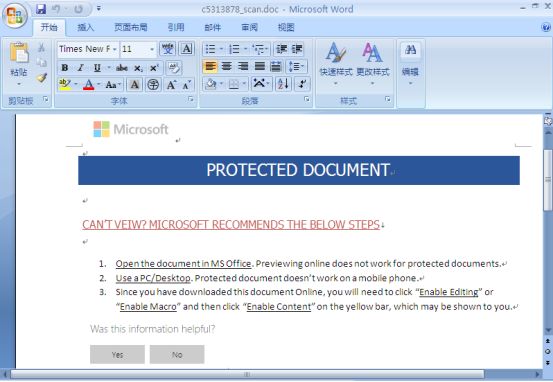 c5313878_scan.doc - Microsoft Word
开始 插入 页面布局 引用 邮件 审阅 视图
Times New F 11
粘贴
B I U abe x₂ x² Aa
快速样式 更改样式 编辑
剪贴板 字体 段落 样式
Microsoft
PROTECTED DOCUMENT
CAN'T VEIW? MICROSOFT RECOMMENDS THE BELOW STEPS
1. Open the document in MS Office. Previewing online does not work for protected documents.
2. Use a PC/Desktop. Protected document doesn't work on a mobile phone.
3. Since you have downloaded this document Online, you will need to click "Enable Editing" or
"Enable Macro" and then click "Enable Content" on the yellow bar, which may be shown to you.
Was this information helpful?
Yes No